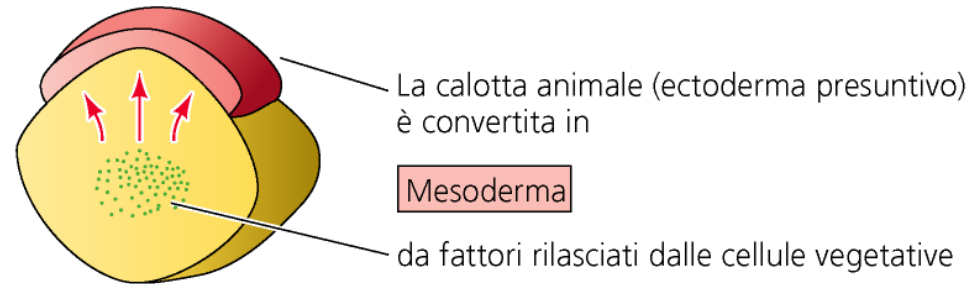 La calotta animale (ectoderma presuntivo)
è convertita in
Mesoderma
da fattori rilasciati dalle cellule vegetative